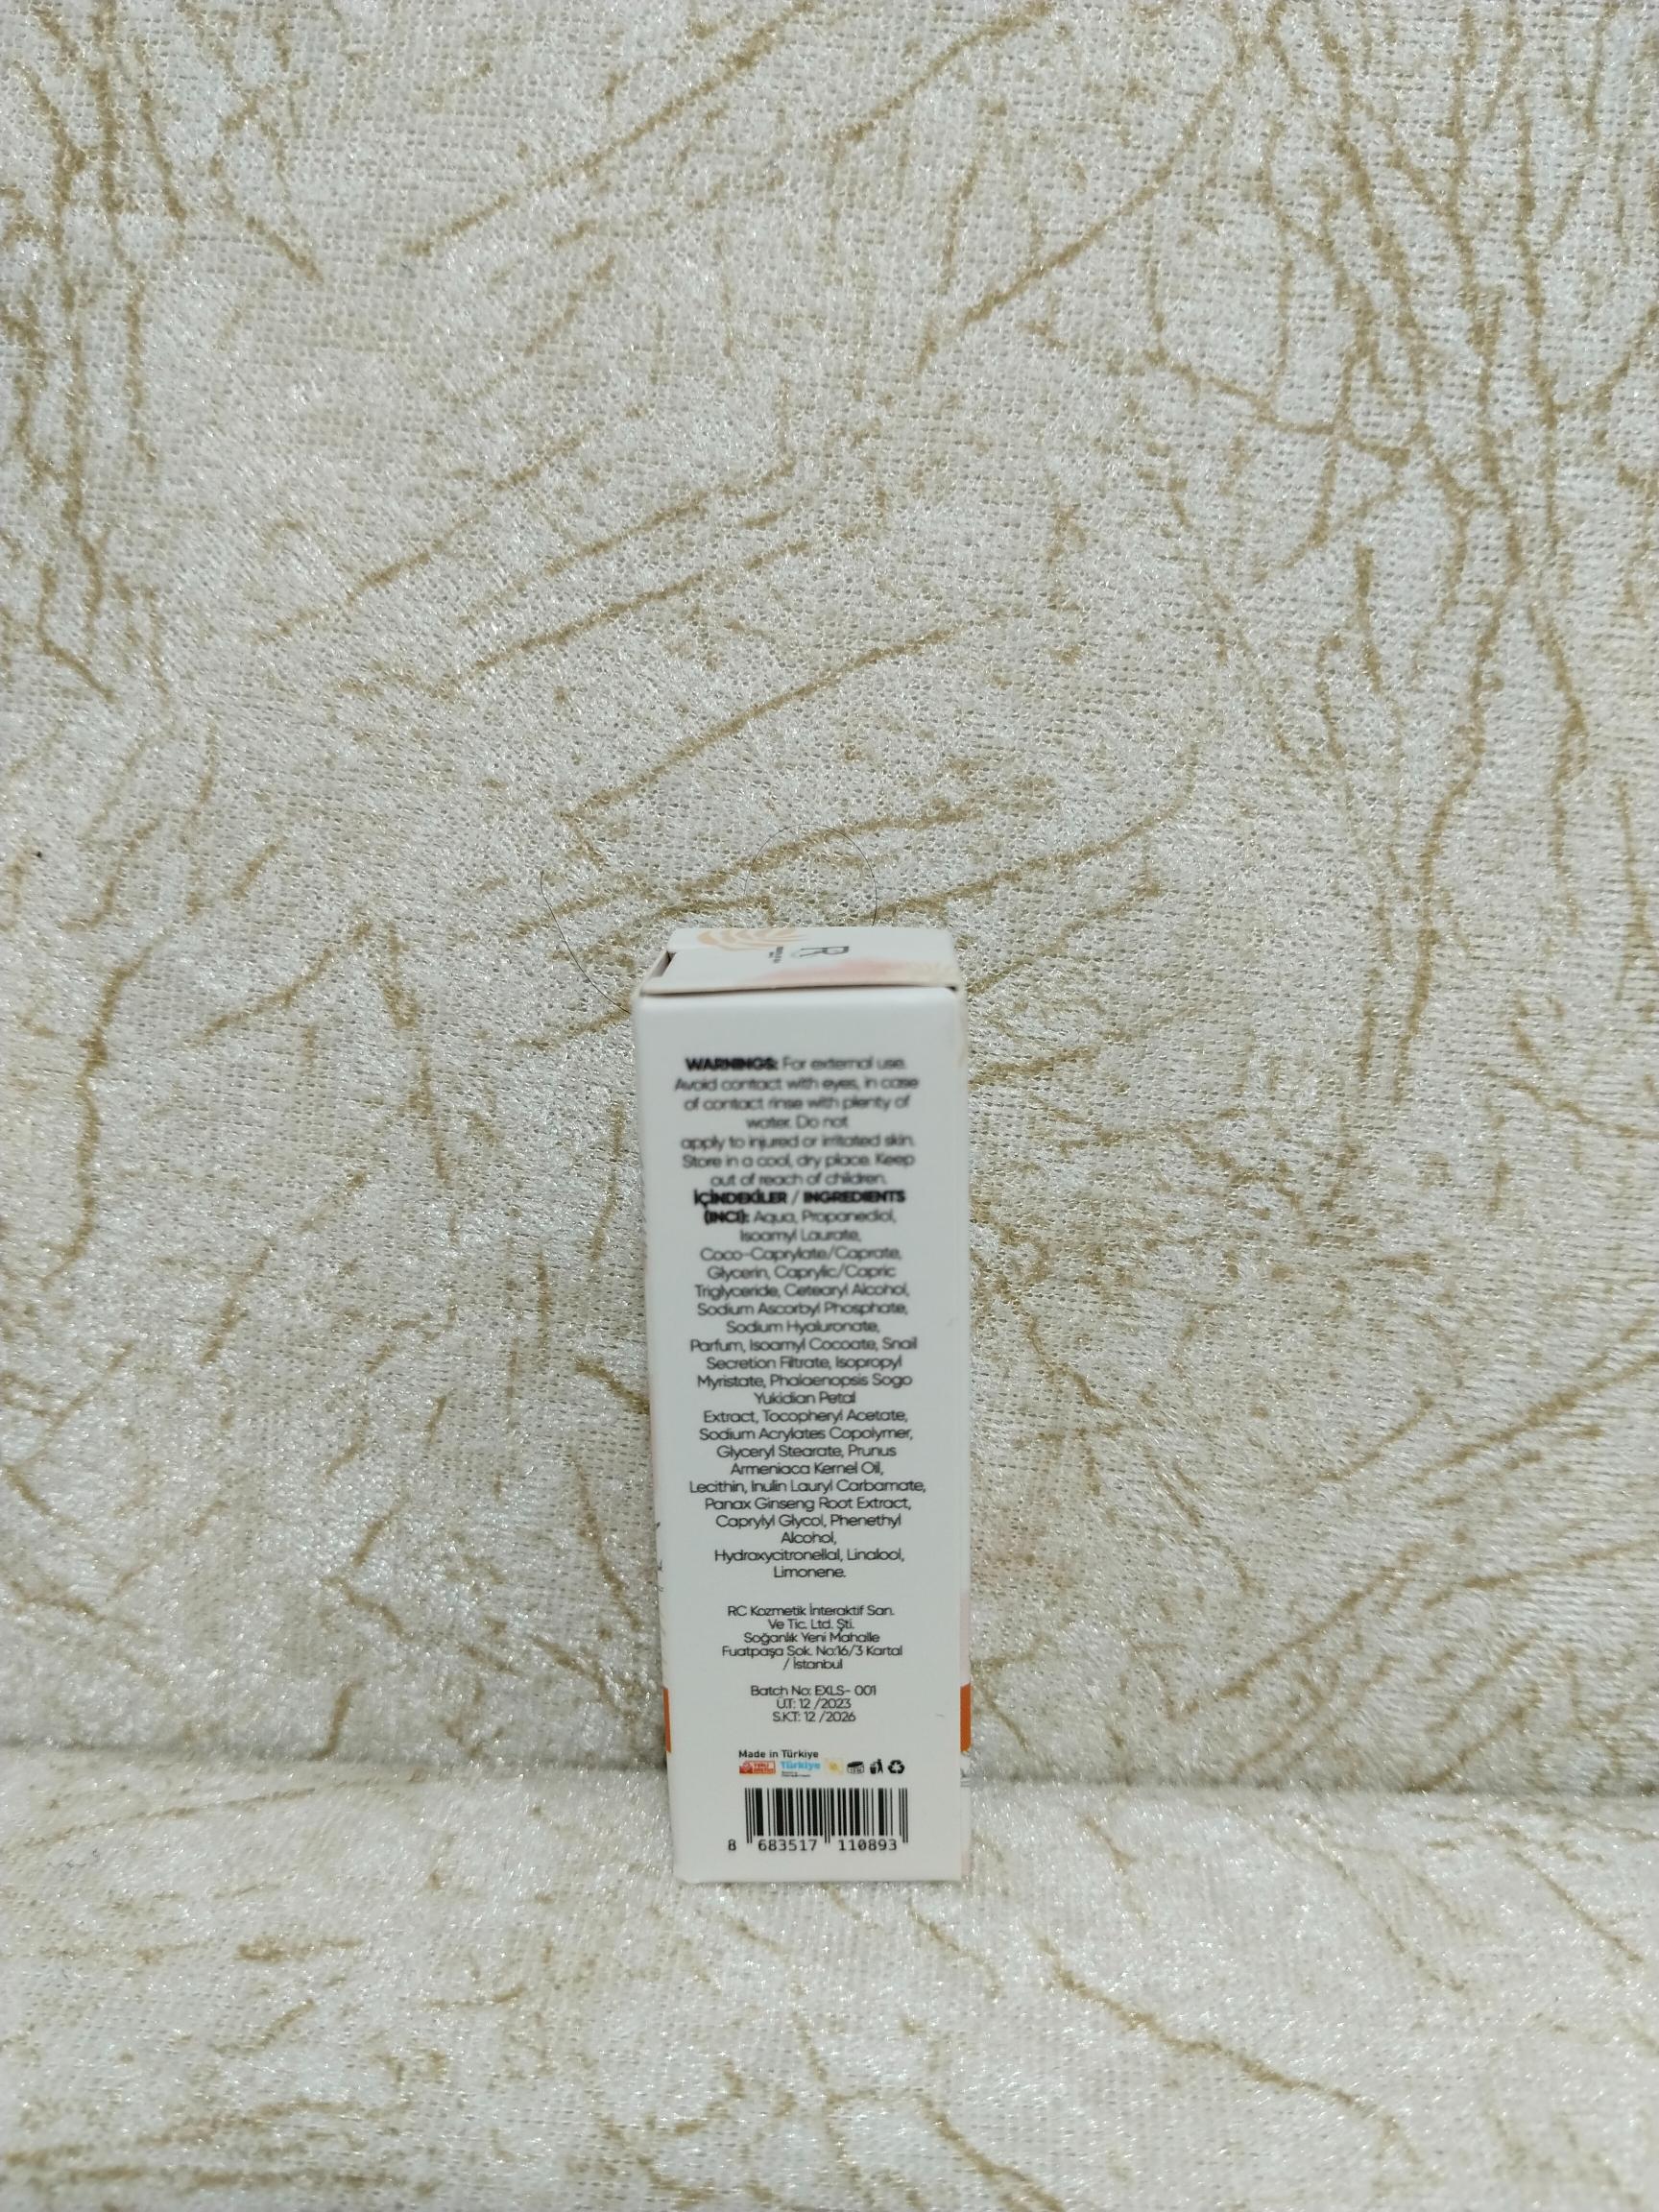 R
WARNINGS: For external use.
Avoid contact with eyes, in case
of contact rinse with plenty of
water. Do not
apply to injured or irritated skin.
Store in a cool, dry place. Keep
out of reach of children.
İÇİNDEKİLER / INGREDIENTS
(INCI): Aqua, Propanediol,
Isoamyl Laurate,
Coco-Caprylate/Caprate,
Glycerin, Caprylic/Capric
Triglyceride, Cetearyl Alcohol,
Sodium Ascorbyl Phosphate,
Sodium Hyaluronate,
Parfum, Isoamyl Cocoate, Snail
Secretion Filtrate, Isopropyl
Myristate, Phalaenopsis Sogo
Yukidian Petal
Extract, Tocopheryl Acetate,
Sodium Acrylates Copolymer,
Glyceryl Stearate, Prunus
Armeniaca Kernel Oil,
Lecithin, Inulin Lauryl Carbamate,
Panax Ginseng Root Extract,
Caprylyl Glycol, Phenethyl
Alcohol,
Hydroxycitronellal, Linalool,
Limonene.
RC Kozmetik İnteraktif San.
Ve Tic. Ltd. Şti.
Soğanlık Yeni Mahalle
Fuatpaşa Sok. No:16/3 Kartal
/ İstanbul
Batch No: EXLS- 001
Ü.T: 12 /2023
S.K.T: 12 /2026
Made in Türkiye
Türkiye
8 683517 110893